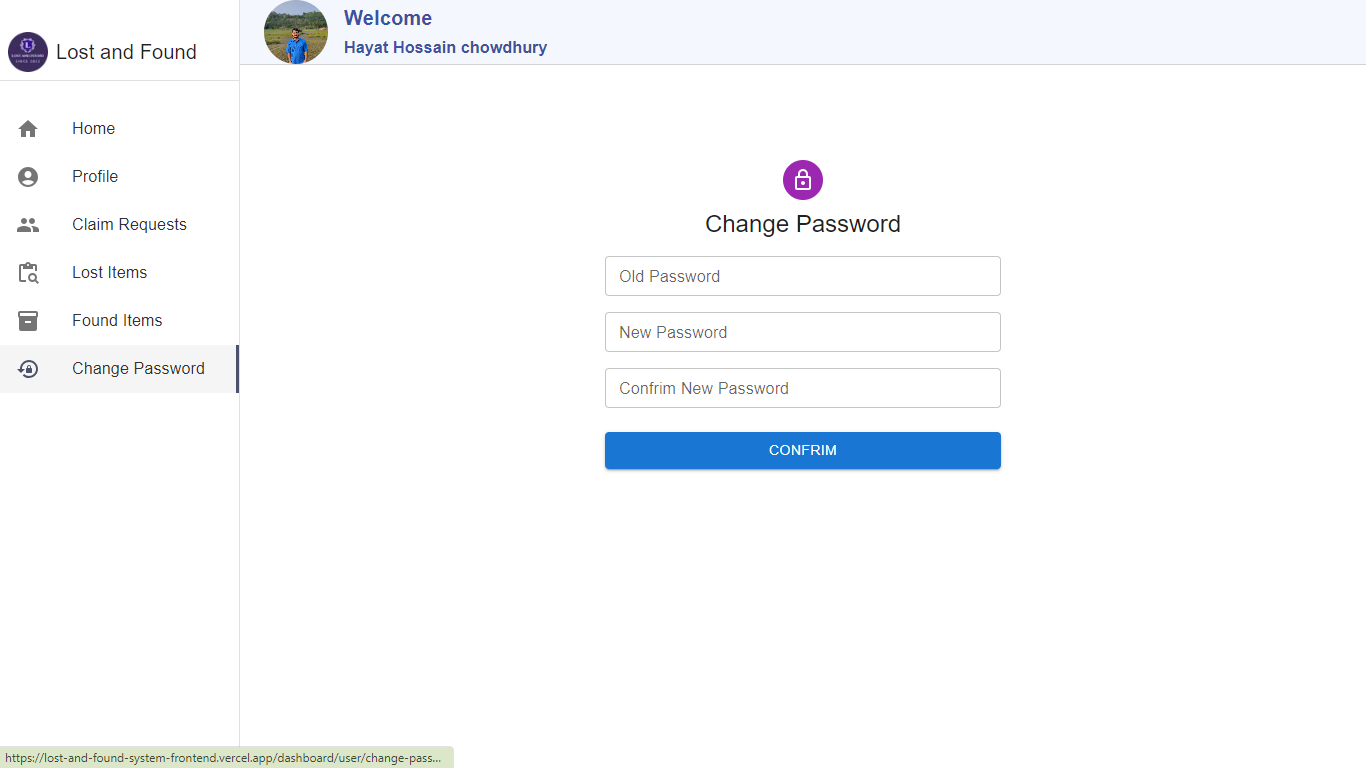 Lost and Found
Welcome
Hayat Hossain chowdhury
Home
Profile
Claim Requests
Lost Items
Found Items
Change Password
Change Password
Old Password
New Password
Confrim New Password
CONFRIM
https://lost-and-found-system-frontend.vercel.app/dashboard/user/change-pass...